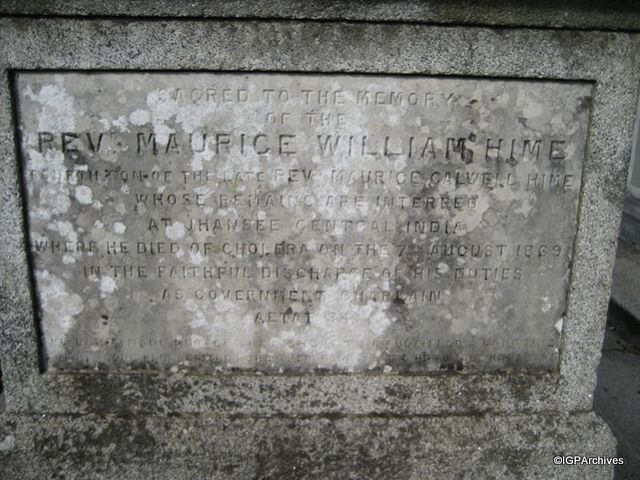 SACRED TO THE MEMORY
OF THE
REV. MAURICE WILLIAM HIME
FOURTH SON OF THE LATE REV. MAURICE CALWELL HIME
WHOSE REMAINS ARE INTERRED
AT JHANSEE CENTRAL INDIA
WHERE HE DIED OF CHOLERA ON THE 7TH AUGUST 1869
IN THE FAITHFUL DISCHARGE OF HIS DUTIES
AS GOVERNMENT CHAPLAIN
AETAT
©IGPArchives